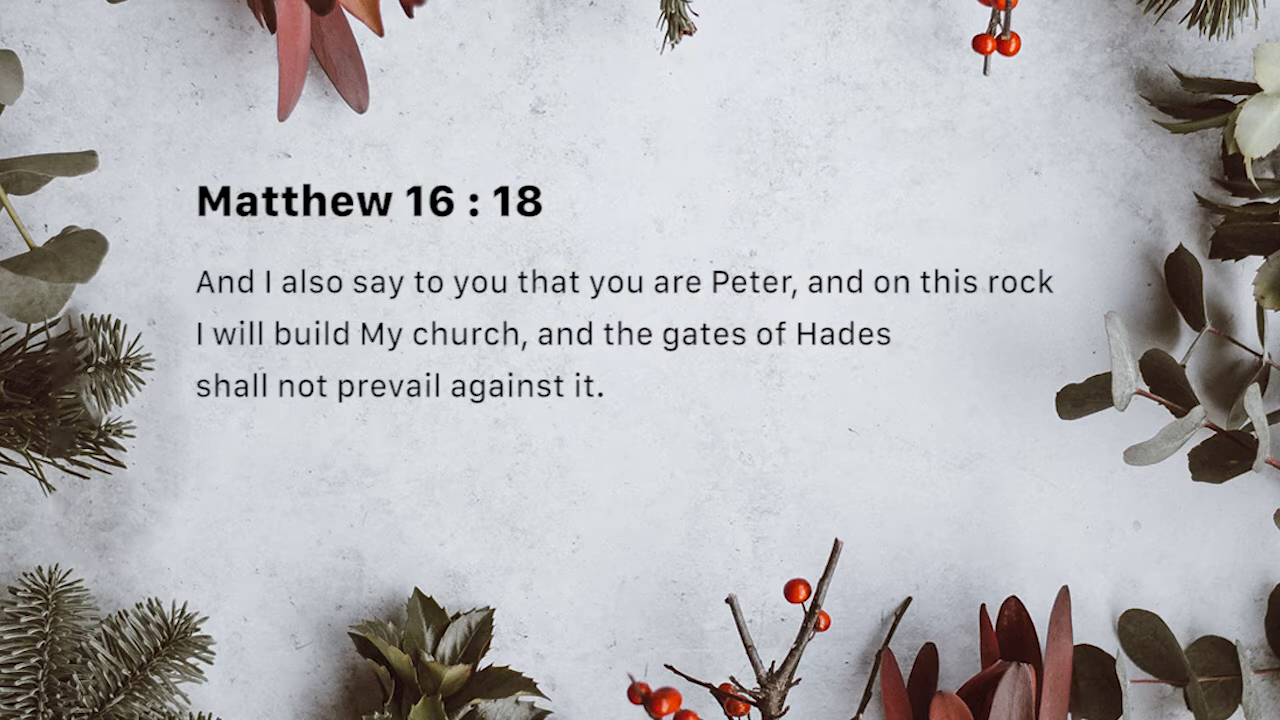 Matthew 16 : 18
And I also say to you that you are Peter, and on this rock
I will build My church, and the gates of Hades
shall not prevail against it.